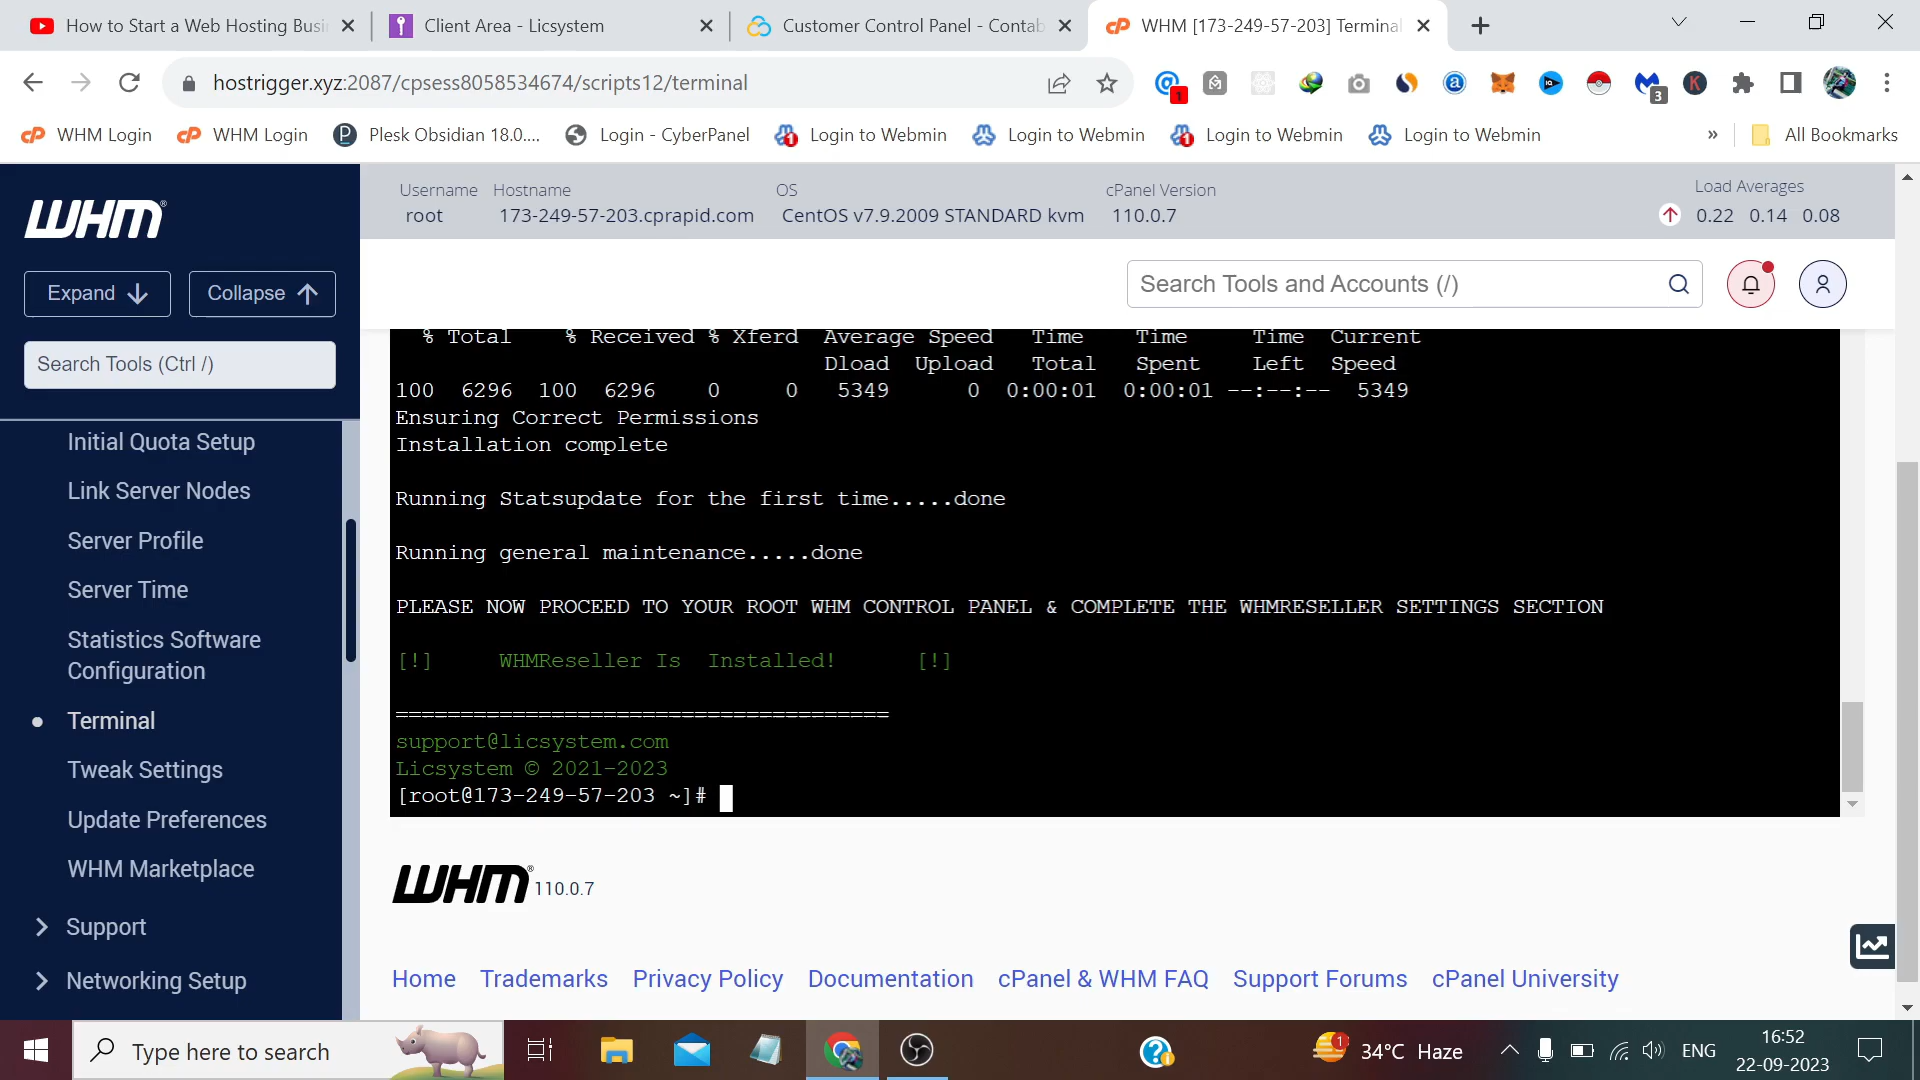 How to Start a Web Hosting Busi
Client Area - Licsystem
Customer Control Panel - Contab
WHM [173-249-57-203] Terminal
hostrigger.xyz:2087/cpsess8058534674/scripts12/terminal
1
3
WHM Login
WHM Login
Plesk Obsidian 18.0....
Login - CyberPanel
Login to Webmin
Login to Webmin
Login to Webmin
Login to Webmin
»
All Bookmarks
WHM
Username
root
Hostname
173-249-57-203.cprapid.com
OS
CentOS v7.9.2009 STANDARD kvm
cPanel Version
110.0.7
Load Averages
0.22 0.14 0.08
Expand
Collapse
Search Tools (Ctrl /)
Search Tools and Accounts (/)
Initial Quota Setup
Link Server Nodes
Server Profile
Server Time
Statistics Software
Configuration
Terminal
Tweak Settings
Update Preferences
WHM Marketplace
Support
Networking Setup
% Total % Received % Xferd Average Speed Time Time Time Current
Dload Upload Total Spent Left Speed
100 6296 100 6296 0 0 5349 0 0:00:01 0:00:01 --:--:-- 5349
Ensuring Correct Permissions
Installation complete
Running Statsupdate for the first time.....done
Running general maintenance.....done
PLEASE NOW PROCEED TO YOUR ROOT WHM CONTROL PANEL & COMPLETE THE WHMRESELLER SETTINGS SECTION
[!] WHMReseller Is Installed! [!]
======================================
support@licsystem.com
Licsystem © 2021-2023
[root@173-249-57-203 ~]#
WHM 110.0.7
Home Trademarks Privacy Policy Documentation cPanel & WHM FAQ Support Forums cPanel University
Type here to search
1
34°C Haze
ENG
16:52
22-09-2023